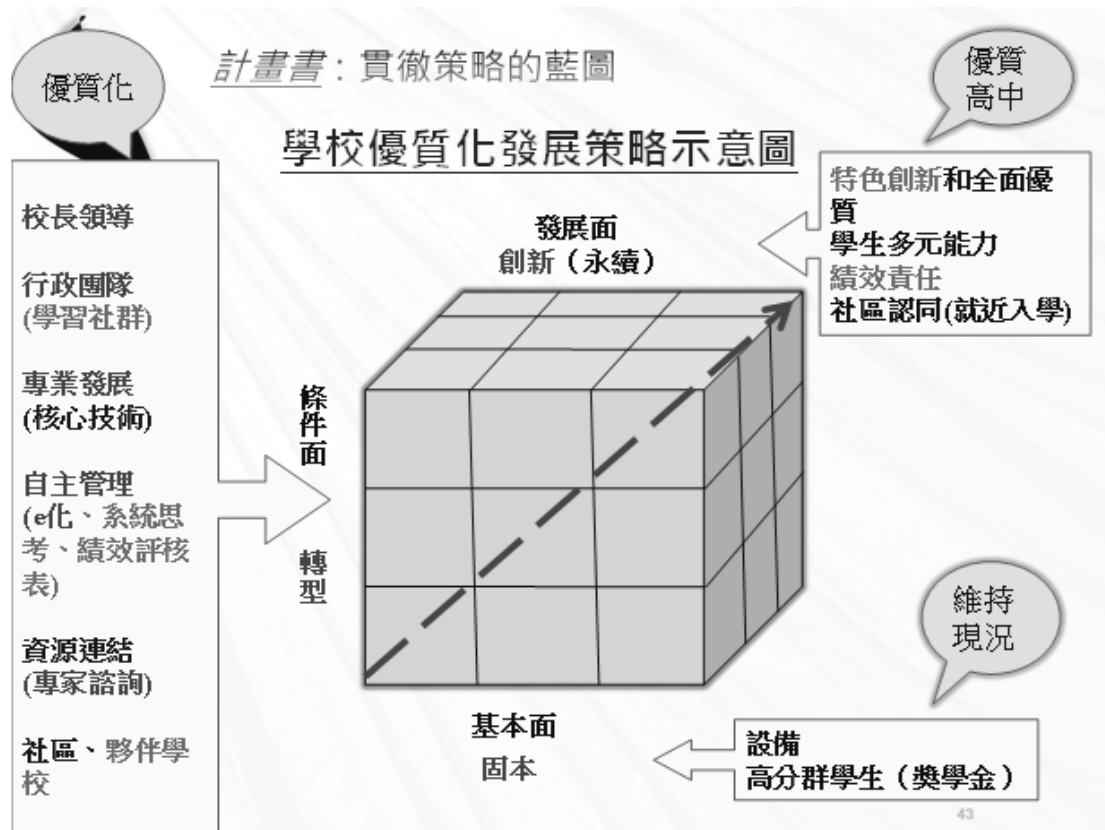 計畫書：貫徹策略的藍圖
學校優質化發展策略示意圖
優質化
校長領導
行政團隊
(學習社群)
專業發展
(核心技術)
自主管理
(e化、系統思
考、績效評核
表)
資源連結
(專家諮詢)
社區、夥伴學
校
條件面
轉型
發展面
創新（永續）
基本面
固本
優質
高中
特色創新和全面優
質
學生多元能力
績效責任
社區認同(就近入學)
維持
現況
設備
高分群學生（獎學金）
43